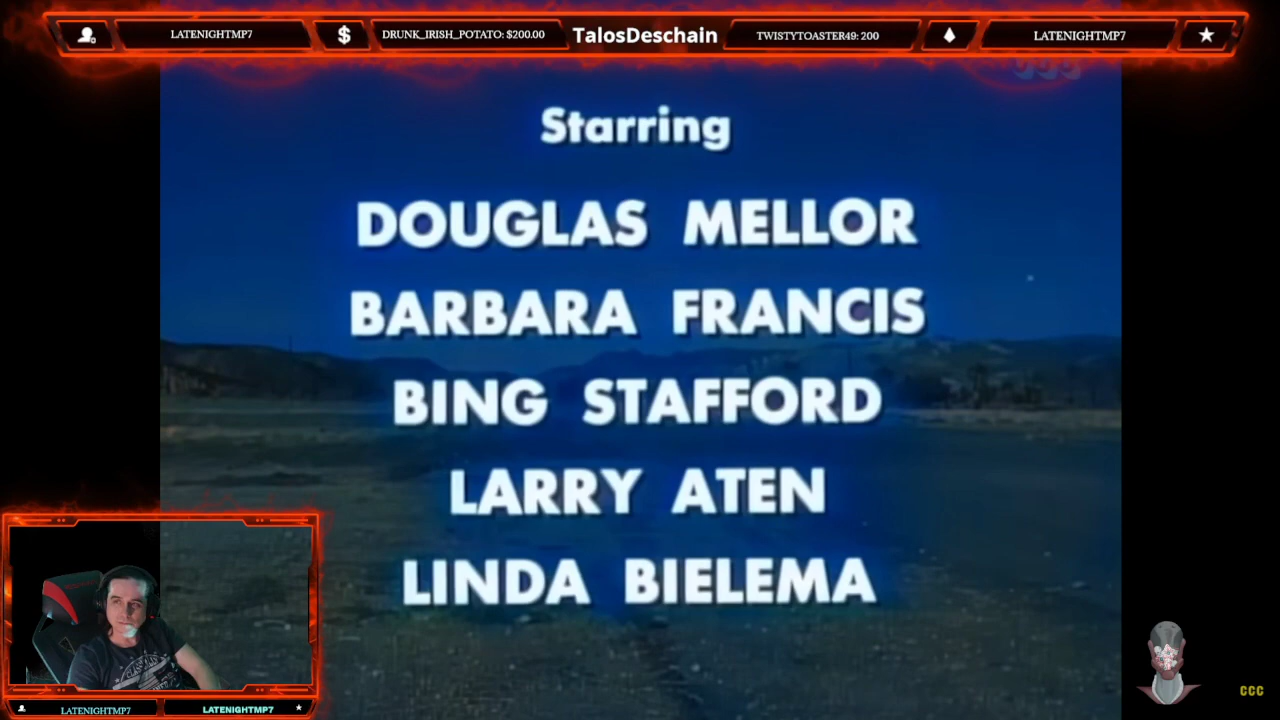 LATENIGHTMP7
$
DRUNK_IRISH_POTATO: $200.00
TalosDeschain
TWISTYTOASTER49: 200
LATENIGHTMP7
Starring
DOUGLAS MELLOR
BARBARA FRANCIS
BING STAFFORD
LARRY ATEN
LINDA BIELEMA
LATENIGHTMP7
LATENIGHTMP7
CCC